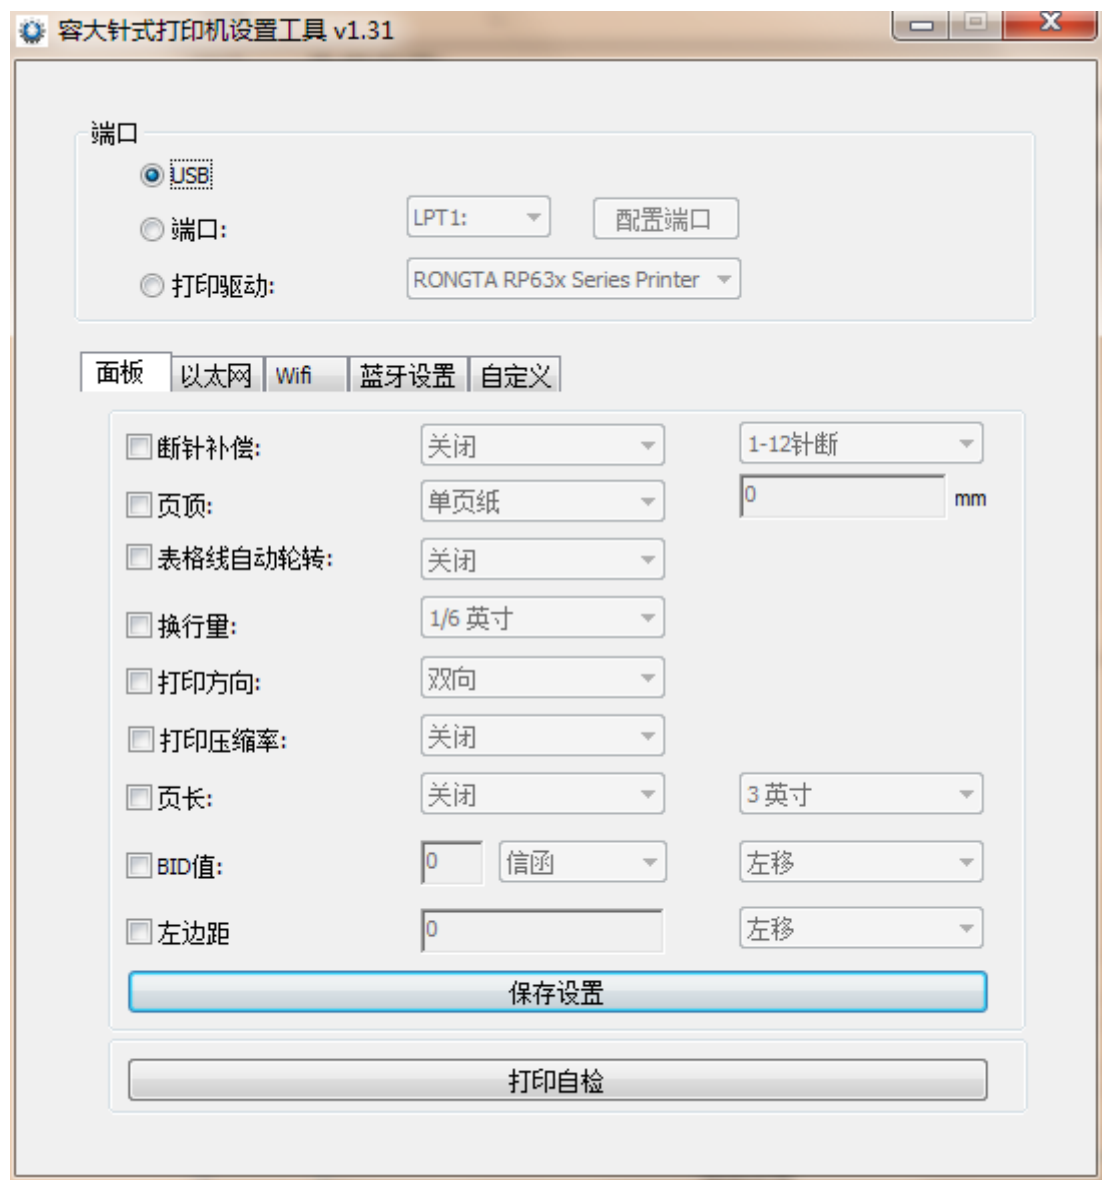 容大针式打印机设置工具 v1.31
端口
USB
端口: LPT1: 配置端口
打印驱动: RONGTA RP63x Series Printer
面板 以太网 Wifi 蓝牙设置 自定义
断针补偿: 关闭 1-12针断
页顶: 单页纸 0 mm
表格线自动轮转: 关闭
换行量: 1/6 英寸
打印方向: 双向
打印压缩率: 关闭
页长: 关闭 3 英寸
BID值: 0 信函 左移
左边距 0 左移
保存设置
打印自检